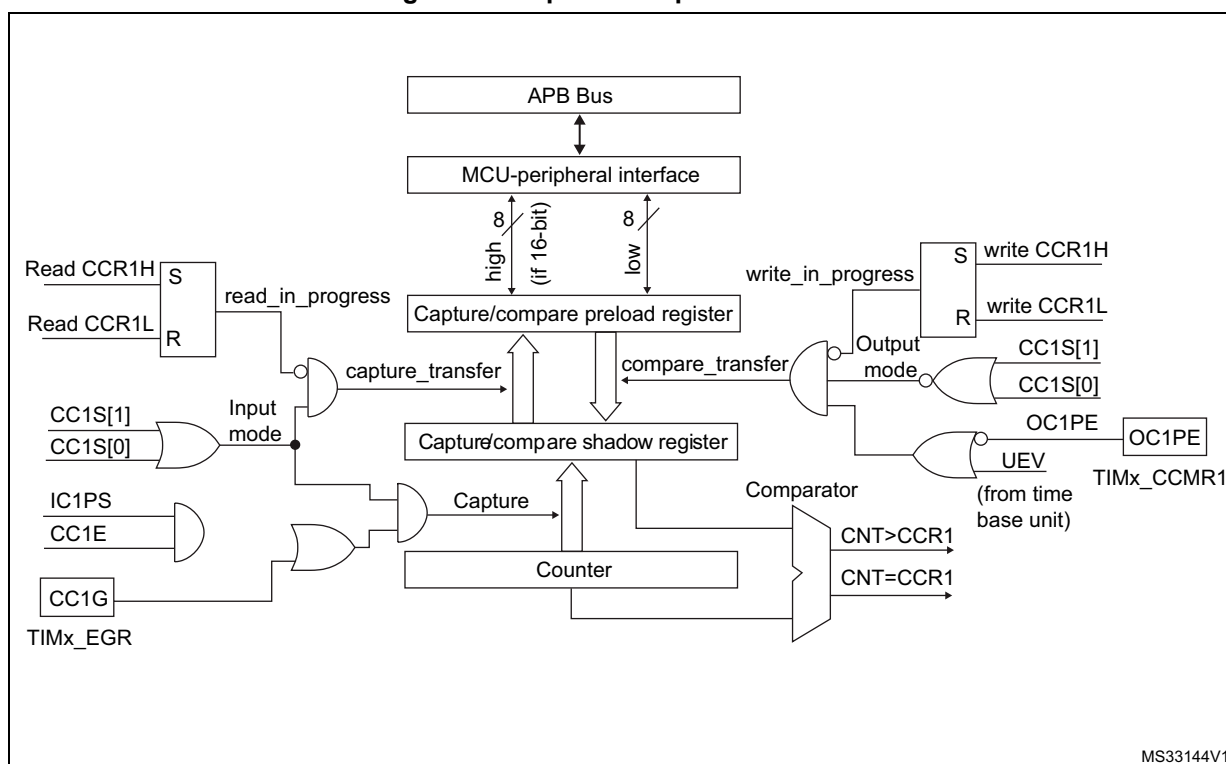 APB Bus
MCU-peripheral interface
8
8
high
(if 16-bit)
low
Read CCR1H
S
read_in_progress
Read CCR1L
R
write_in_progress
S
write CCR1H
R
write CCR1L
Capture/compare preload register
capture_transfer
compare_transfer
Output
mode
CC1S[1]
CC1S[0]
CC1S[1]
CC1S[0]
Input
mode
Capture/compare shadow register
OC1PE
OC1PE
UEV
TIMx_CCMR1
(from time
base unit)
IC1PS
CC1E
Capture
Comparator
CNT>CCR1
CNT=CCR1
Counter
CC1G
TIMx_EGR
MS33144V1